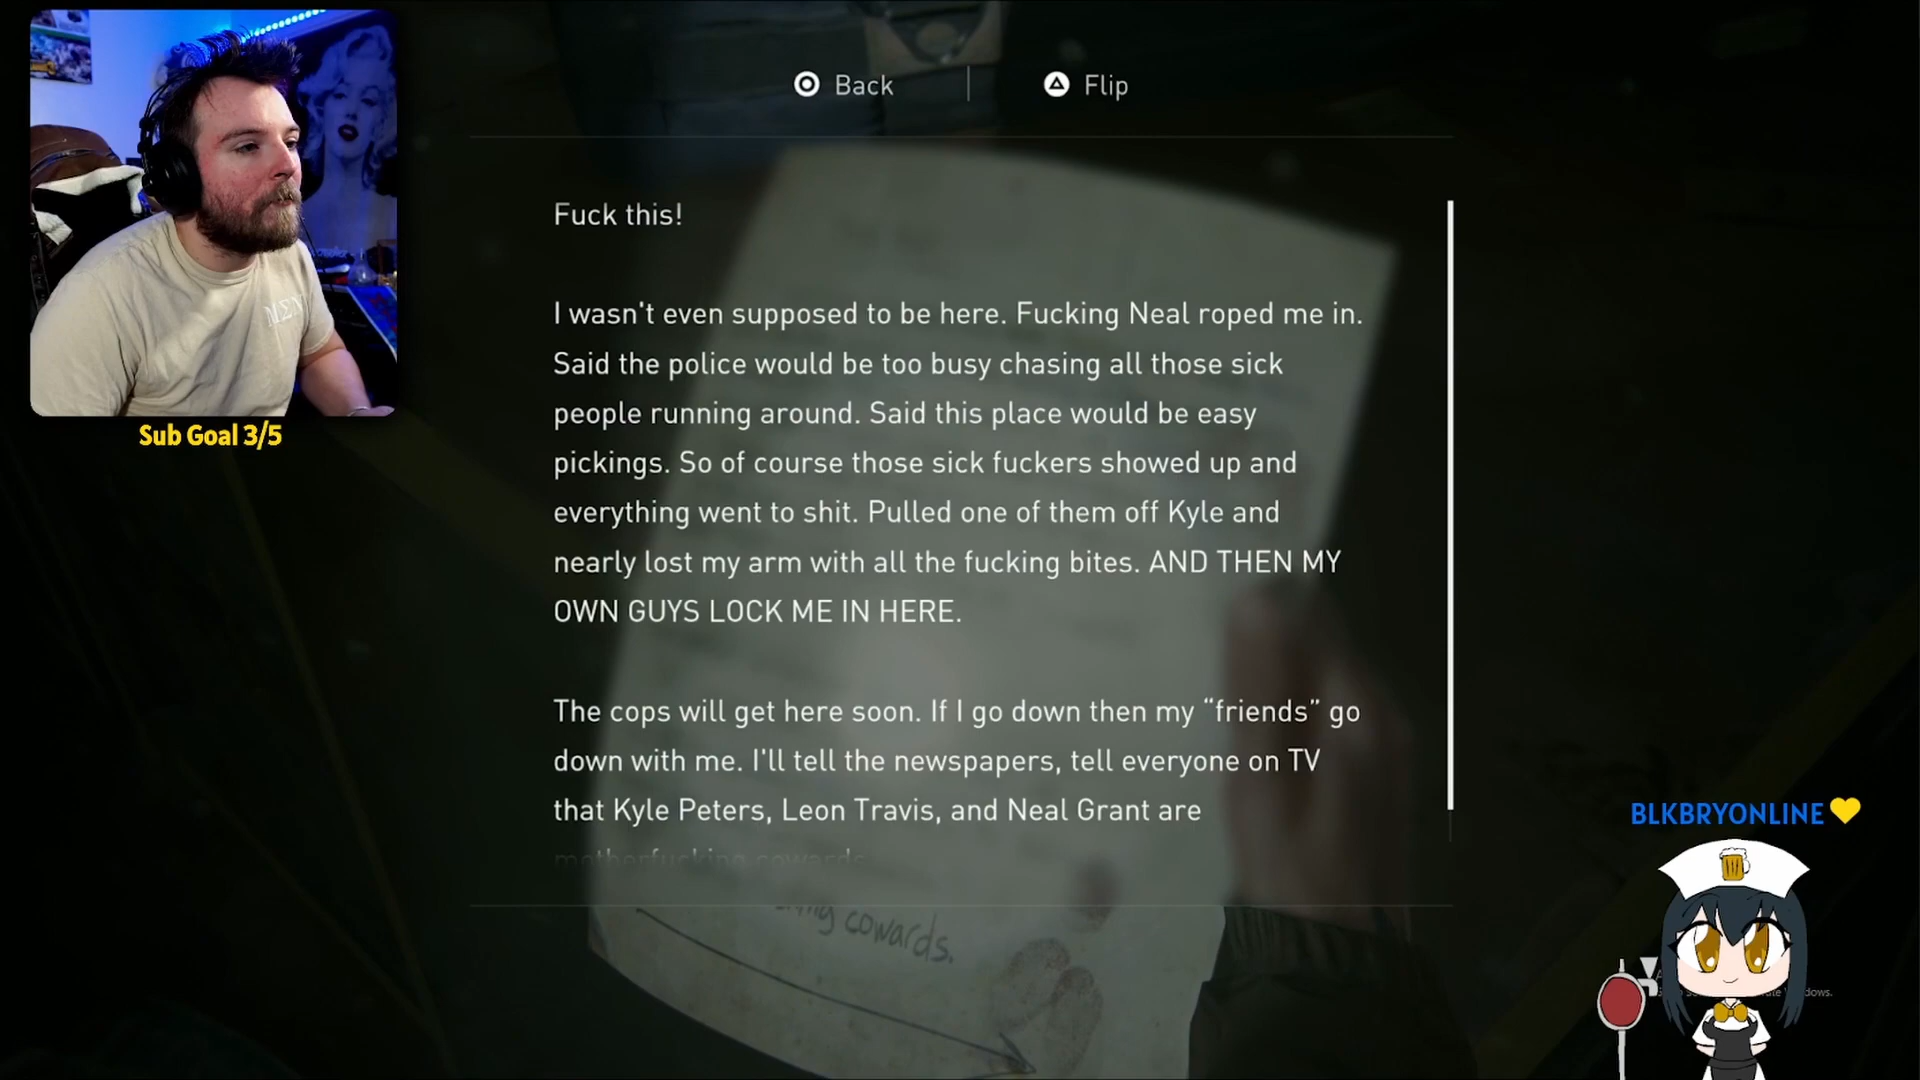 Back
Flip
Fuck this!
I wasn't even supposed to be here. Fucking Neal roped me in.
Said the police would be too busy chasing all those sick
people running around. Said this place would be easy
pickings. So of course those sick fuckers showed up and
everything went to shit. Pulled one of them off Kyle and
nearly lost my arm with all the fucking bites. AND THEN MY
OWN GUYS LOCK ME IN HERE.
The cops will get here soon. If I go down then my “friends” go
down with me. I'll tell the newspapers, tell everyone on TV
that Kyle Peters, Leon Travis, and Neal Grant are
motherfucking cowards.
cowards.
Sub Goal 3/5
BLKBRYONLINE